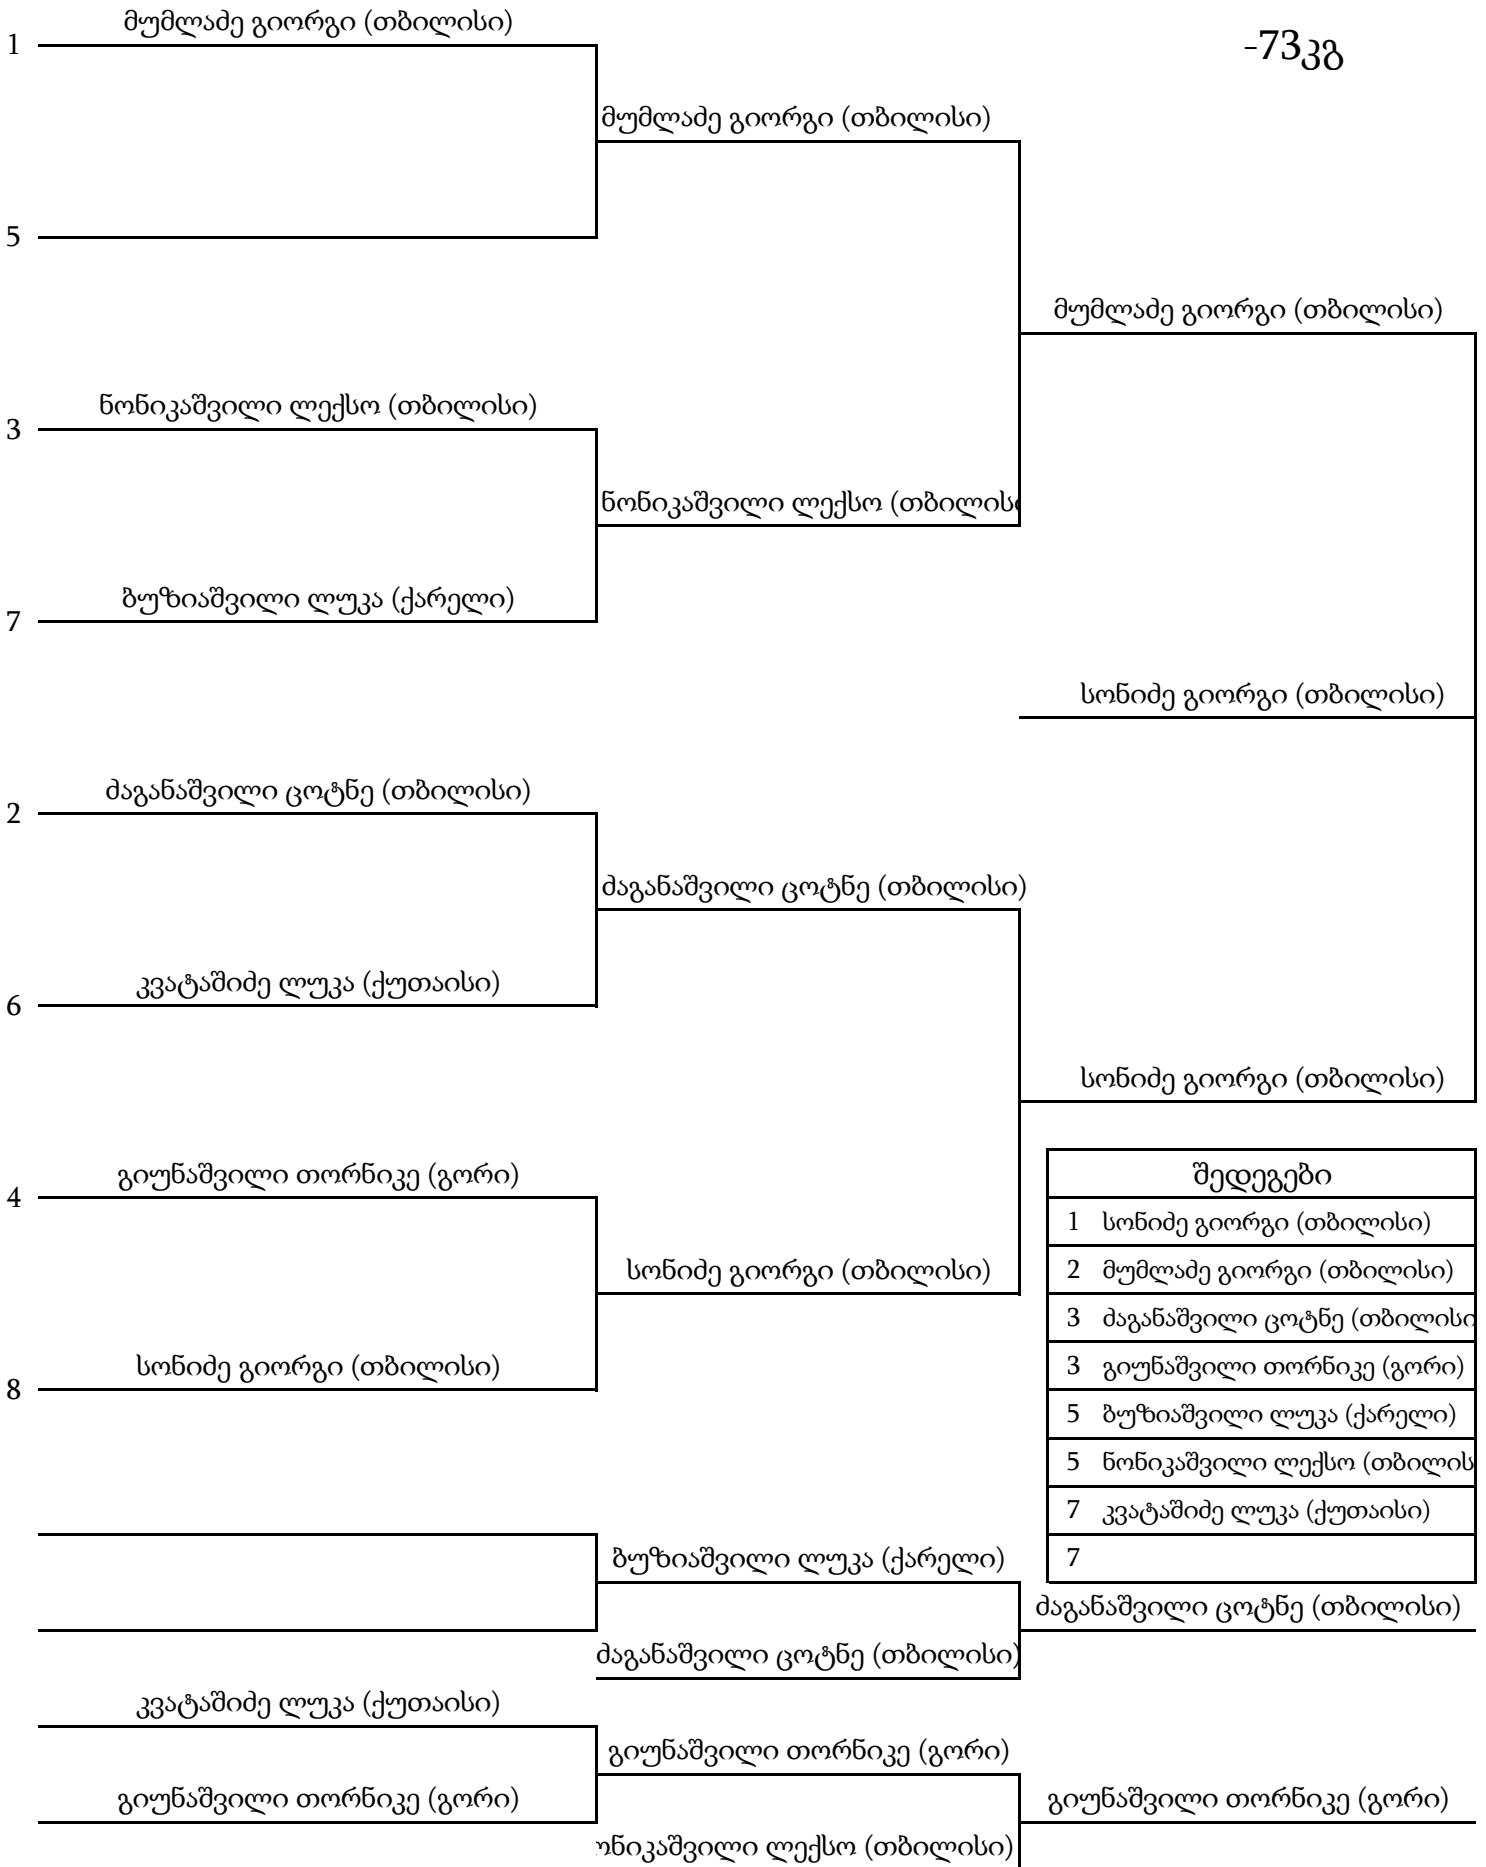 მუმლაძე გიორგი (თბილისი)
1
-73კგ
მუმლაძე გიორგი (თბილისი)
5
მუმლაძე გიორგი (თბილისი)
ნონიკაშვილი ლექსო (თბილისი)
3
ნონიკაშვილი ლექსო (თბილისი
ბუზიაშვილი ლუკა (ქარელი)
7
სონიძე გიორგი (თბილისი)
ძაგანაშვილი ცოტნე (თბილისი)
2
ძაგანაშვილი ცოტნე (თბილისი)
კვატაშიძე ლუკა (ქუთაისი)
6
სონიძე გიორგი (თბილისი)
გიუნაშვილი თორნიკე (გორი)
4
შედეგები
1 სონიძე გიორგი (თბილისი)
2 მუმლაძე გიორგი (თბილისი)
სონიძე გიორგი (თბილისი)
3 ძაგანაშვილი ცოტნე (თბილისი
3 გიუნაშვილი თორნიკე (გორი)
სონიძე გიორგი (თბილისი)
8
5 ბუზიაშვილი ლუკა (ქარელი)
5 ნონიკაშვილი ლექსო (თბილის
7 კვატაშიძე ლუკა (ქუთაისი)
7
ბუზიაშვილი ლუკა (ქარელი)
ძაგანაშვილი ცოტნე (თბილისი)
ძაგანაშვილი ცოტნე (თბილისი)
კვატაშიძე ლუკა (ქუთაისი)
გიუნაშვილი თორნიკე (გორი)
გიუნაშვილი თორნიკე (გორი)
გიუნაშვილი თორნიკე (გორი)
ონიკაშვილი ლექსო (თბილისი)